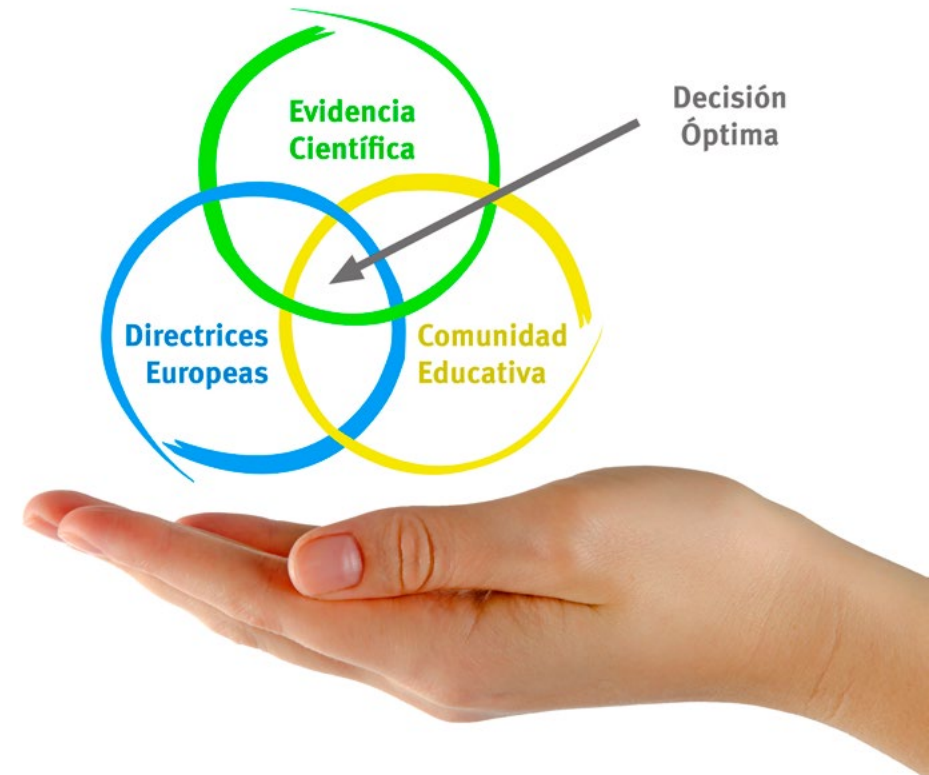 Evidencia
Científica
Decisión
Óptima
Directrices
Europeas
Comunidad
Educativa